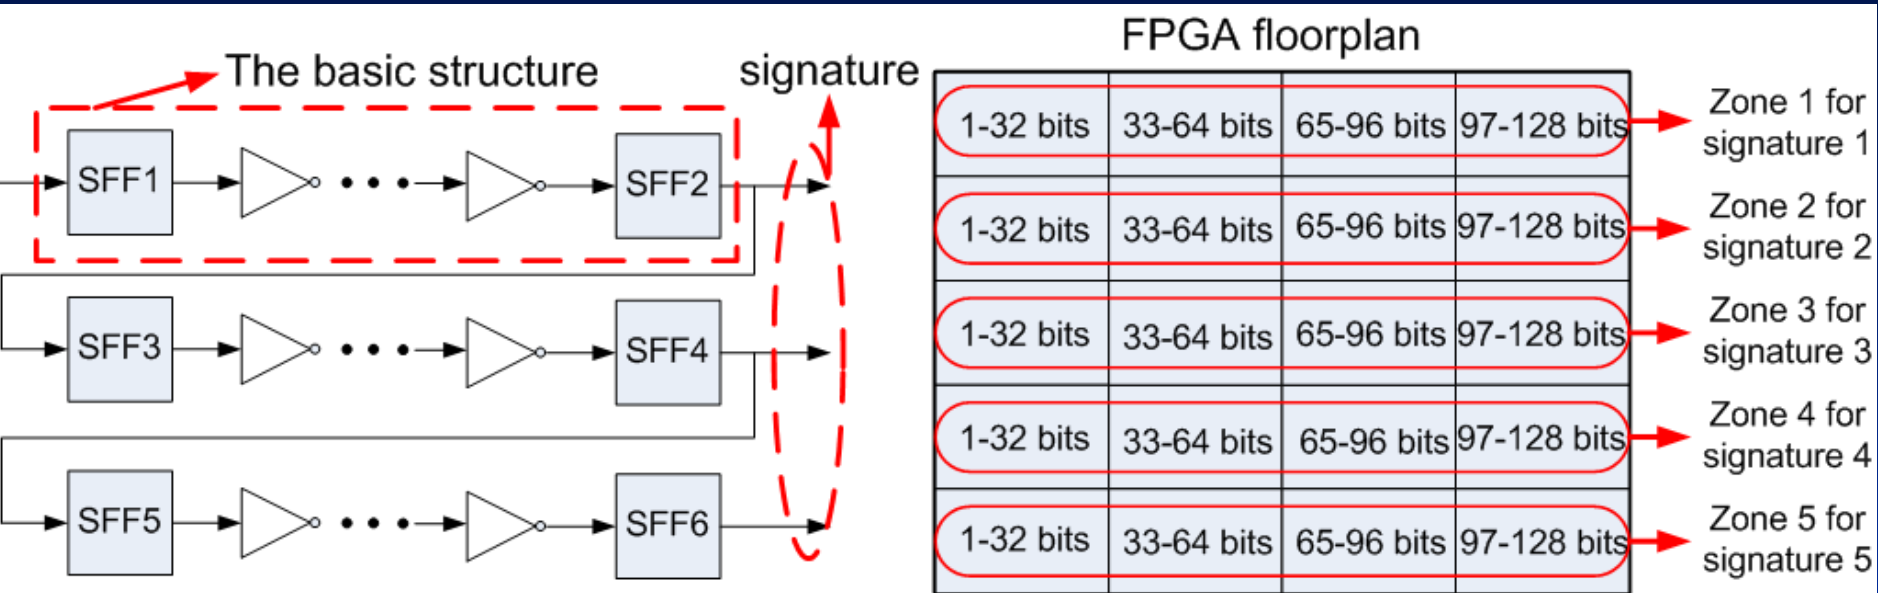 The basic structure
signature
SFF1
SFF2
SFF3
SFF4
SFF5
SFF6
FPGA floorplan
1-32 bits 33-64 bits 65-96 bits 97-128 bits
Zone 1 for
signature 1
1-32 bits 33-64 bits 65-96 bits 97-128 bits
Zone 2 for
signature 2
1-32 bits 33-64 bits 65-96 bits 97-128 bits
Zone 3 for
signature 3
1-32 bits 33-64 bits 65-96 bits 97-128 bits
Zone 4 for
signature 4
1-32 bits 33-64 bits 65-96 bits 97-128 bits
Zone 5 for
signature 5